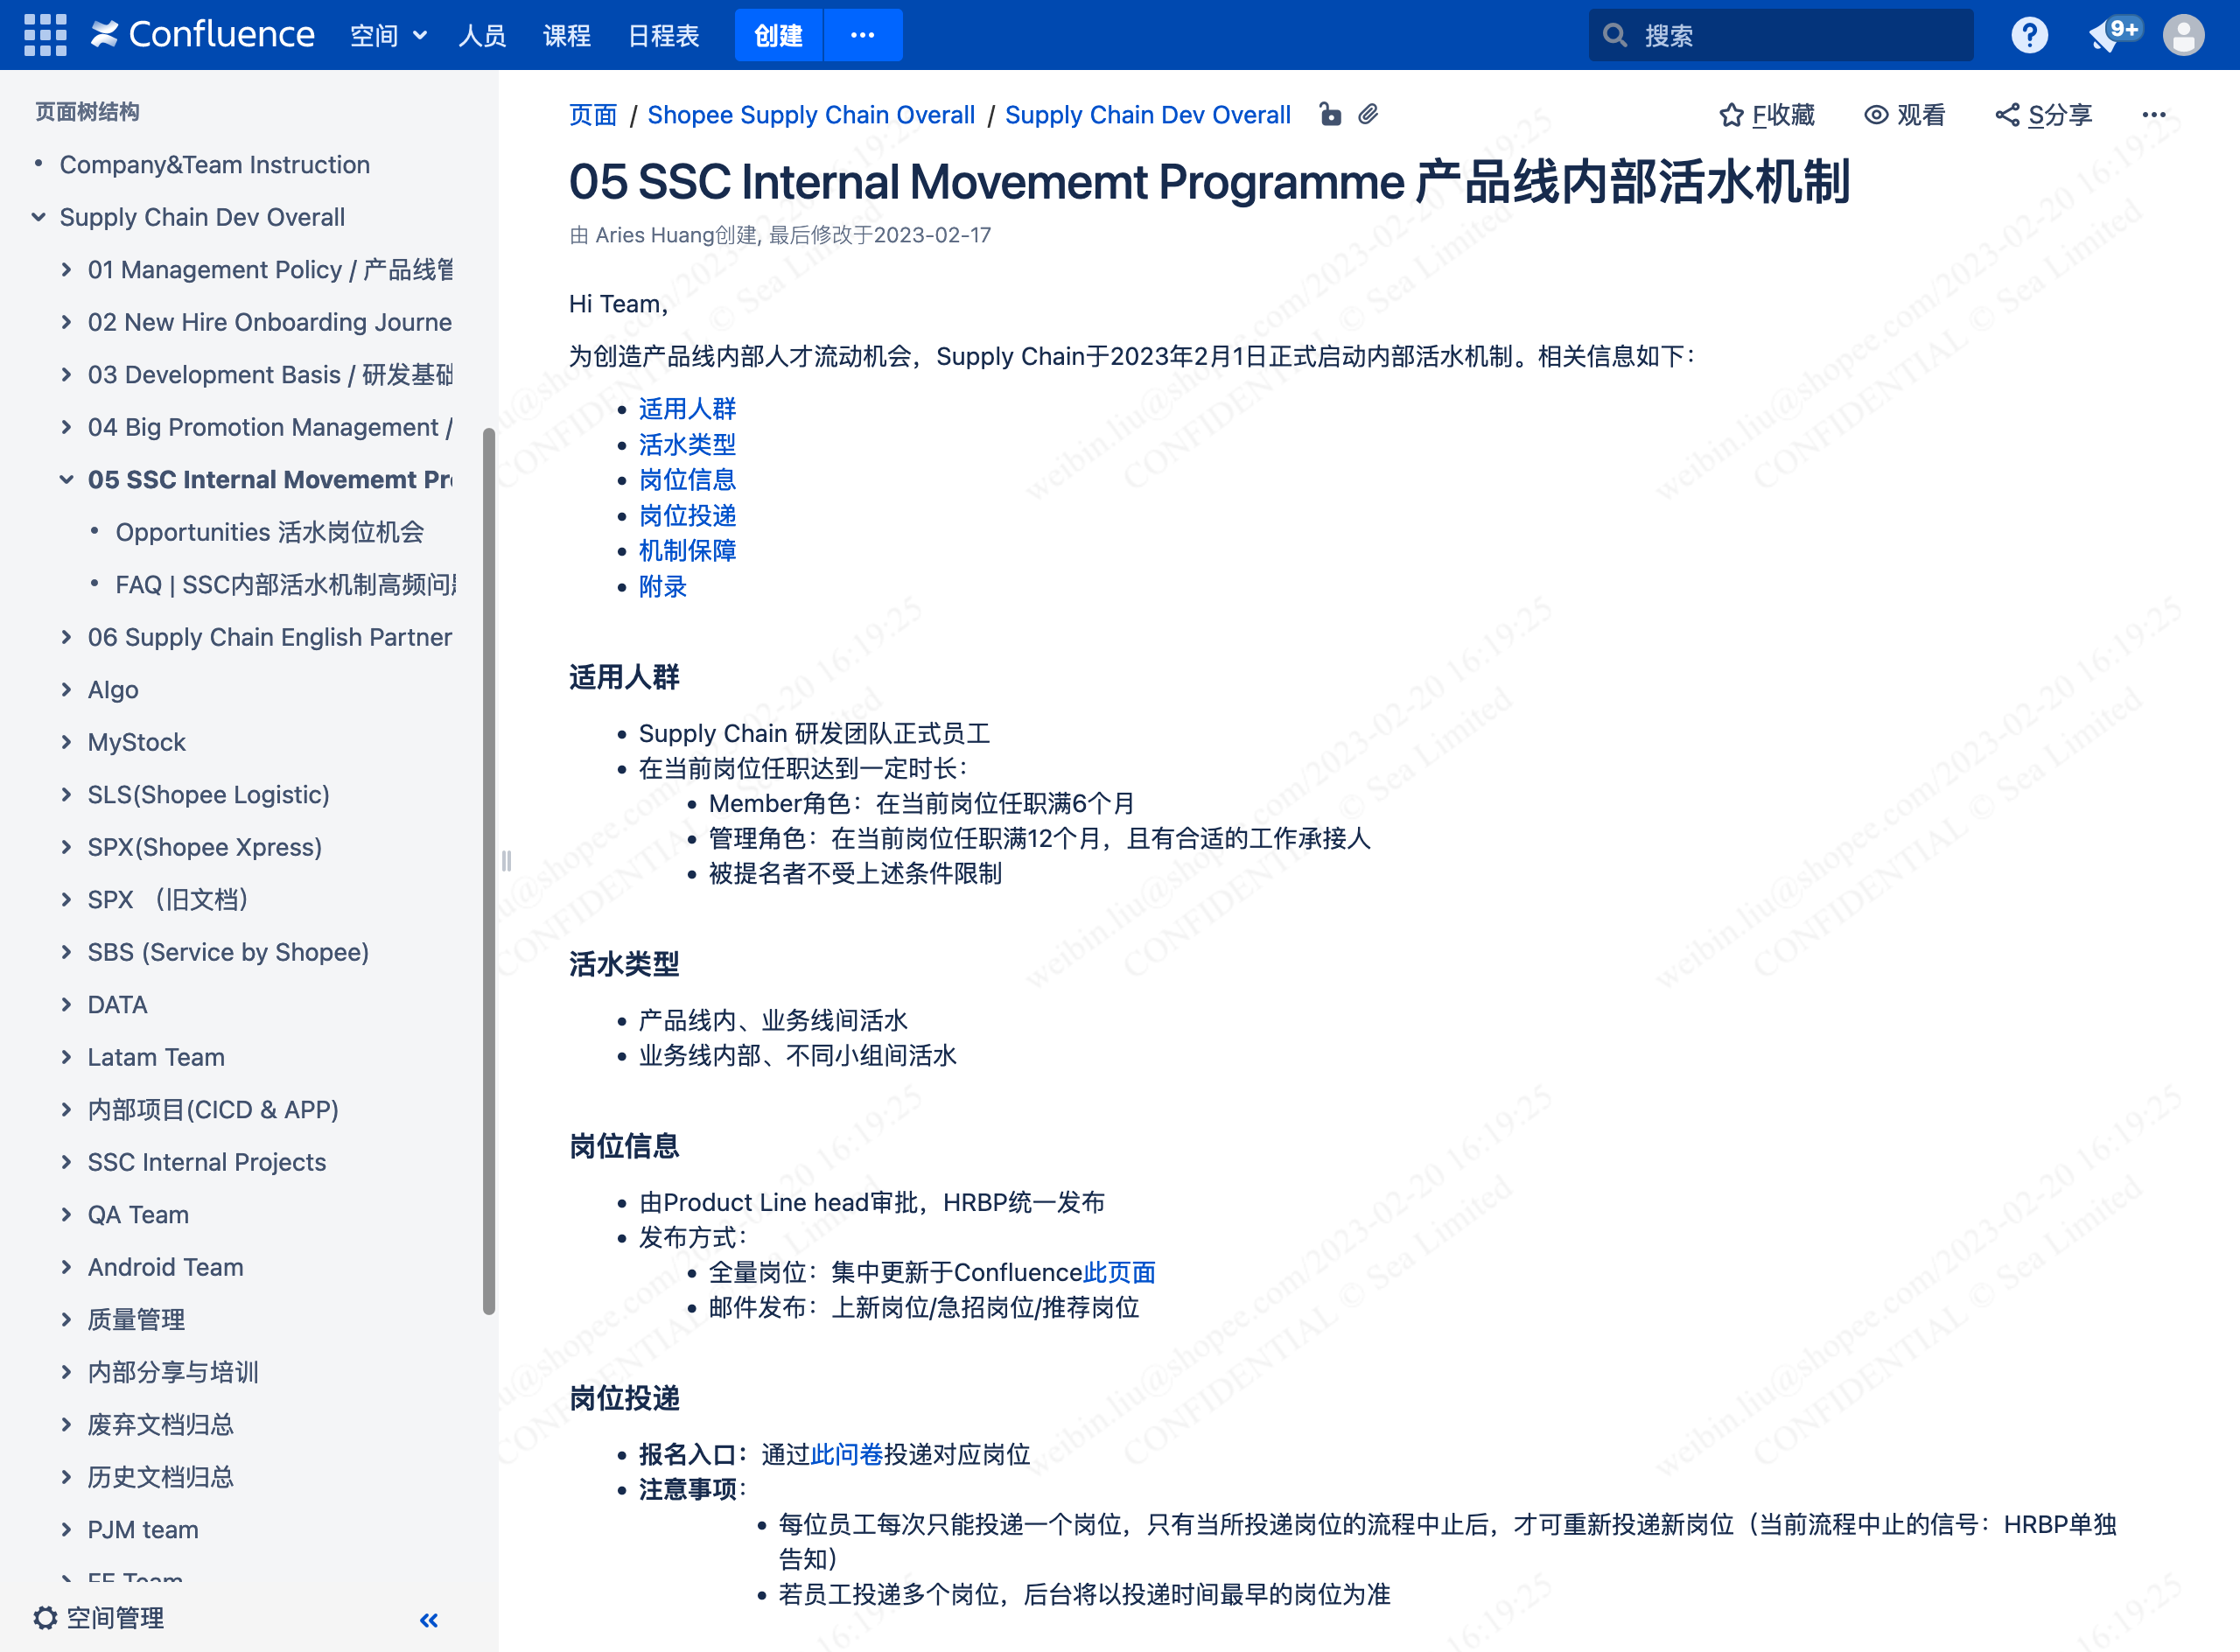 Confluence 空间 人员 课程 日程表 创建 ··· 搜索 ? 9+
页面树结构
Company&Team Instruction
Supply Chain Dev Overall
01 Management Policy / 产品线管
02 New Hire Onboarding Journe
03 Development Basis / 研发基础
04 Big Promotion Management /
05 SSC Internal Movememt Pr
Opportunities 活水岗位机会
FAQ | SSC内部活水机制高频问题
06 Supply Chain English Partner
Algo
MyStock
SLS(Shopee Logistic)
SPX(Shopee Xpress)
SPX （旧文档）
SBS (Service by Shopee)
DATA
Latam Team
内部项目(CICD & APP)
SSC Internal Projects
QA Team
Android Team
质量管理
内部分享与培训
废弃文档归总
历史文档归总
PJM team
FE Team
空间管理
页面 / Shopee Supply Chain Overall / Supply Chain Dev Overall
F收藏 观看 S分享 ···
05 SSC Internal Movememt Programme 产品线内部活水机制
由 Aries Huang创建, 最后修改于2023-02-17
Hi Team,
为创造产品线内部人才流动机会，Supply Chain于2023年2月1日正式启动内部活水机制。相关信息如下：
适用人群
活水类型
岗位信息
岗位投递
机制保障
附录
适用人群
Supply Chain 研发团队正式员工
在当前岗位任职达到一定时长：
Member角色：在当前岗位任职满6个月
管理角色：在当前岗位任职满12个月，且有合适的工作承接人
被提名者不受上述条件限制
活水类型
产品线内、业务线间活水
业务线内部、不同小组间活水
岗位信息
由Product Line head审批，HRBP统一发布
发布方式：
全量岗位：集中更新于Confluence此页面
邮件发布：上新岗位/急招岗位/推荐岗位
岗位投递
报名入口：通过此问卷投递对应岗位
注意事项：
每位员工每次只能投递一个岗位，只有当所投递岗位的流程中止后，才可重新投递新岗位（当前流程中止的信号：HRBP单独
告知）
若员工投递多个岗位，后台将以投递时间最早的岗位为准
weibin.liu@shopee.com/2023-02-20 16:19:25
CONFIDENTIAL © Sea Limited